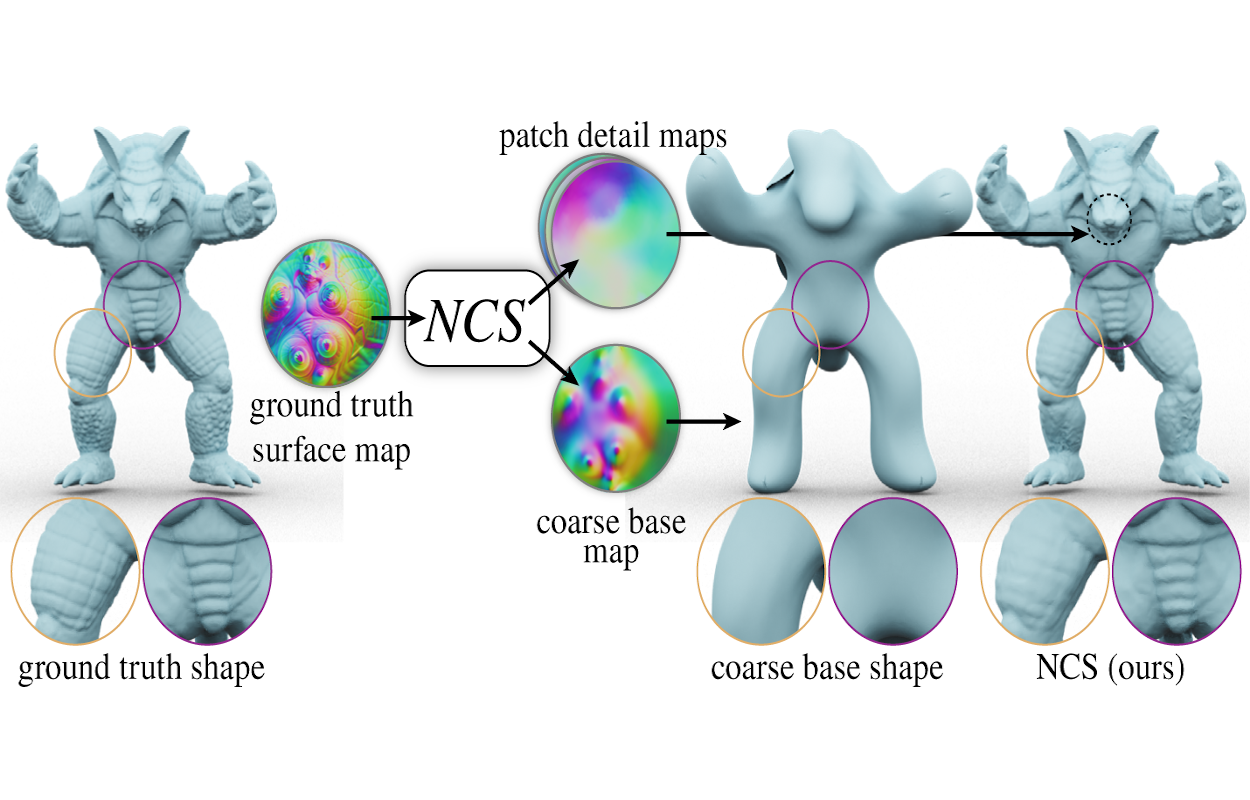 patch detail maps
NCS
ground truth
surface map
coarse base
map
ground truth shape
coarse base shape
NCS (ours)